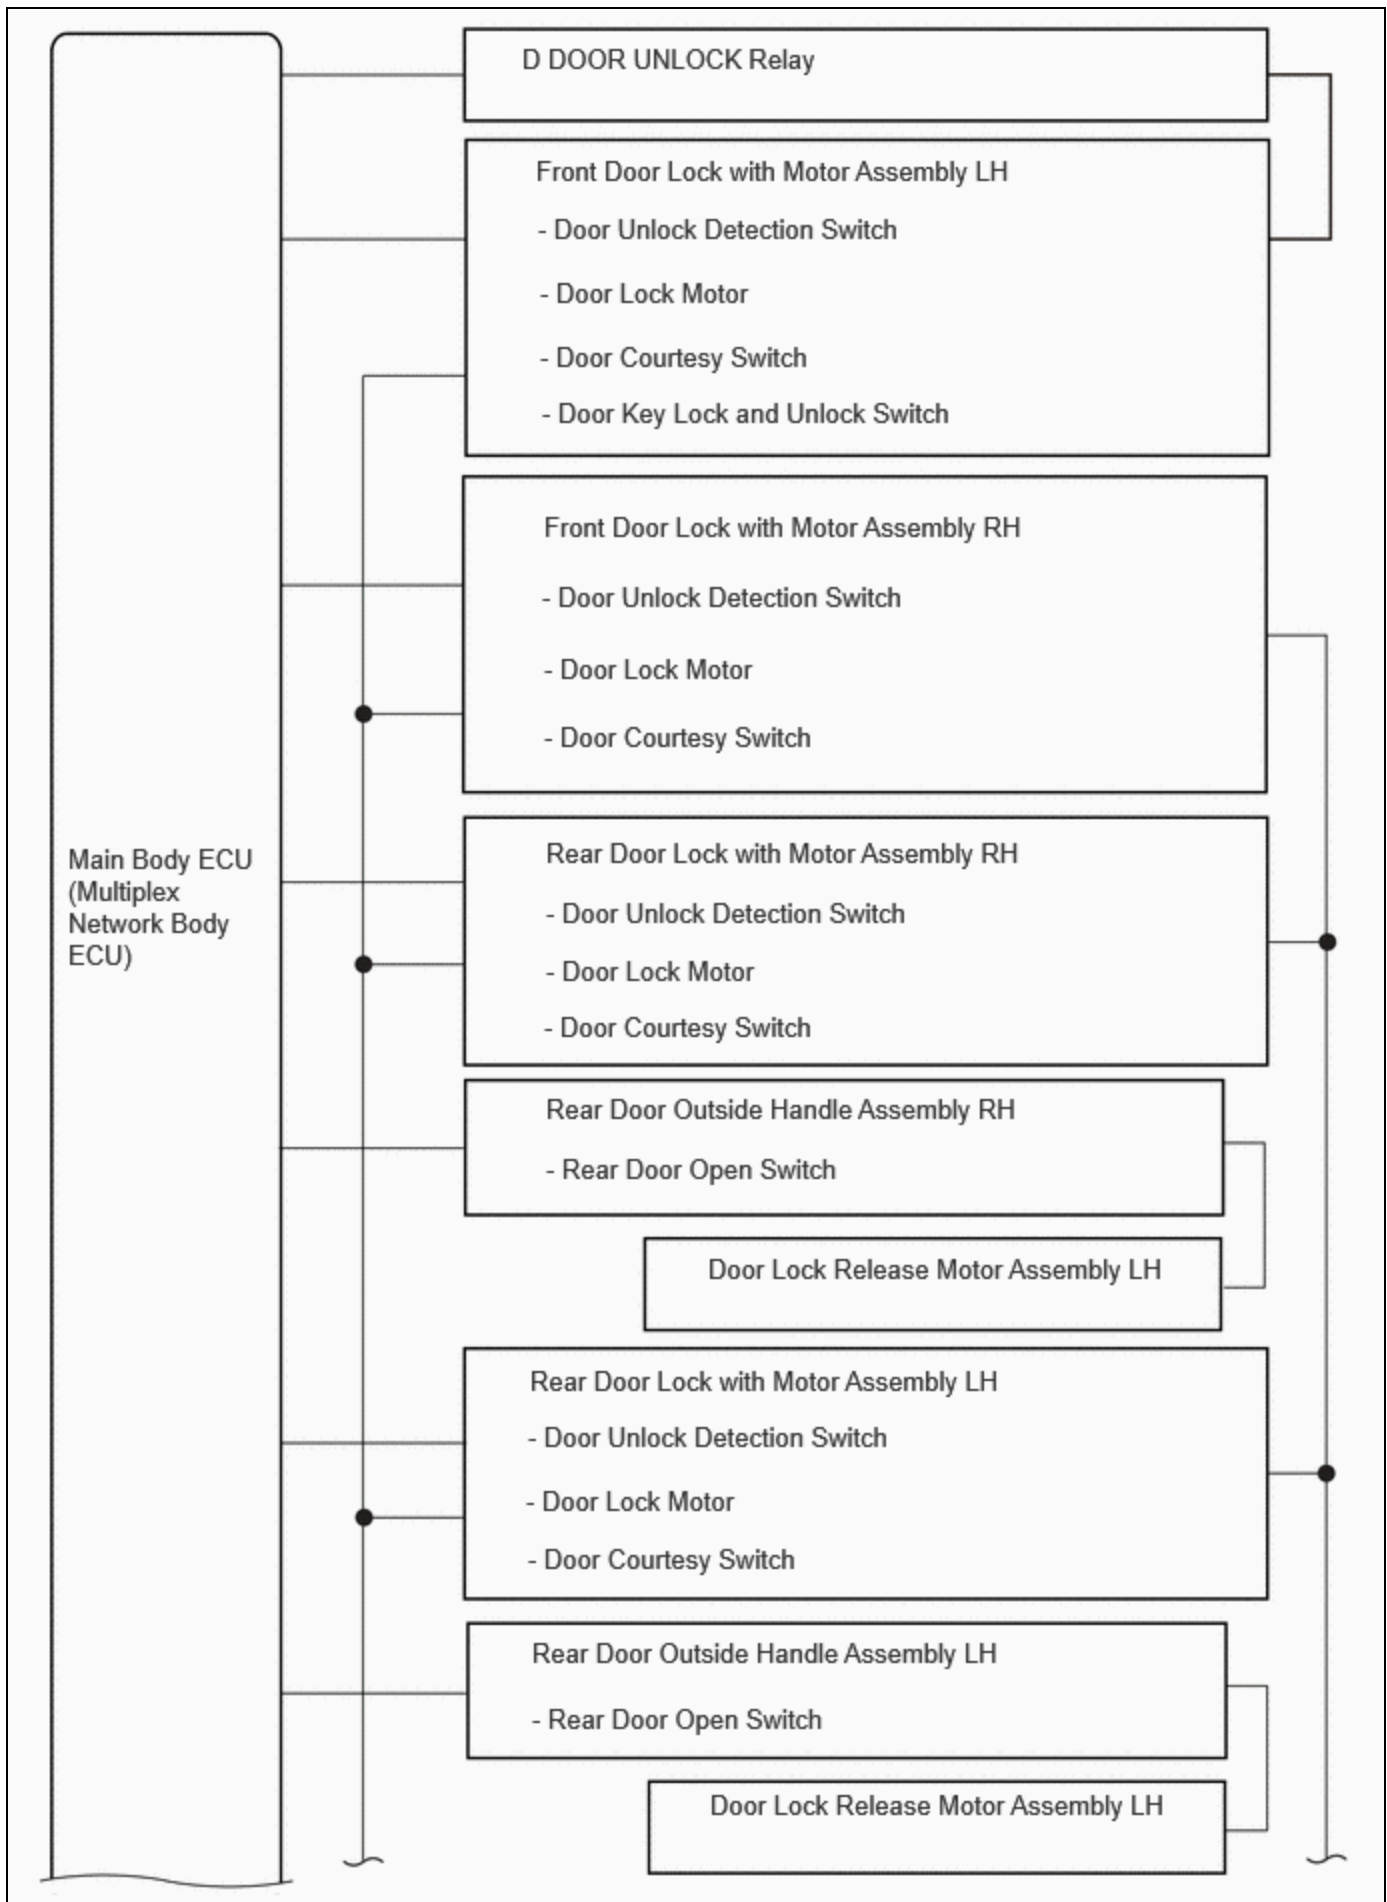 D DOOR UNLOCK Relay
Front Door Lock with Motor Assembly LH
- Door Unlock Detection Switch
- Door Lock Motor
- Door Courtesy Switch
- Door Key Lock and Unlock Switch
Front Door Lock with Motor Assembly RH
- Door Unlock Detection Switch
- Door Lock Motor
- Door Courtesy Switch
Main Body ECU
(Multiplex
Network Body
ECU)
Rear Door Lock with Motor Assembly RH
- Door Unlock Detection Switch
- Door Lock Motor
- Door Courtesy Switch
Rear Door Outside Handle Assembly RH
- Rear Door Open Switch
Door Lock Release Motor Assembly LH
Rear Door Lock with Motor Assembly LH
- Door Unlock Detection Switch
- Door Lock Motor
- Door Courtesy Switch
Rear Door Outside Handle Assembly LH
- Rear Door Open Switch
Door Lock Release Motor Assembly LH